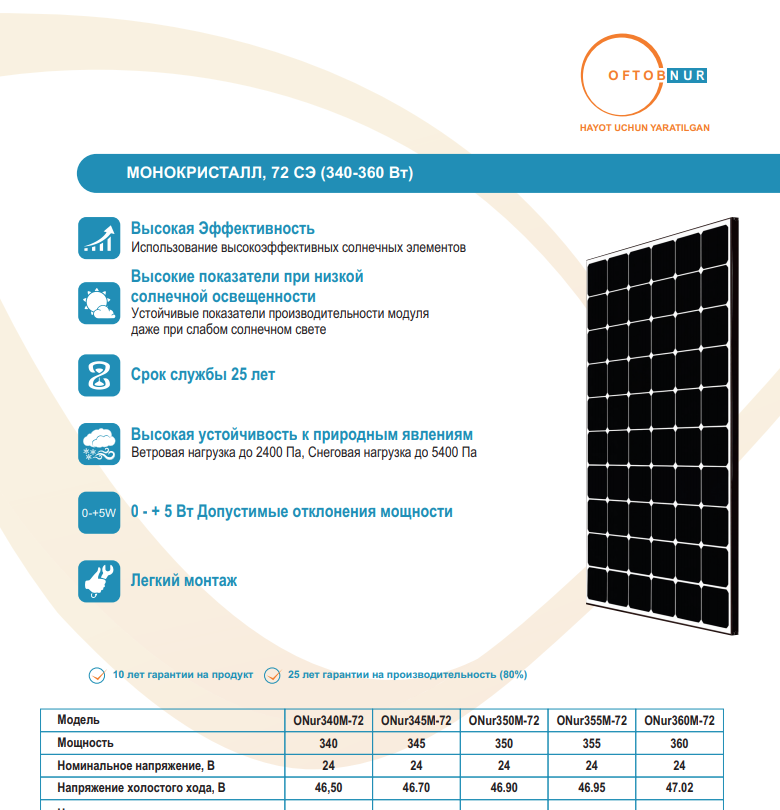 OFTOBNUR
HAYOT UCHUN YARATILGAN
МОНОКРИСТАЛЛ, 72 СЭ (340-360 Вт)
Высокая Эффективность
Использование высокоэффективных солнечных элементов
Высокие показатели при низкой
солнечной освещенности
Устойчивые показатели производительности модуля
даже при слабом солнечном свете
Срок службы 25 лет
Высокая устойчивость к природным явлениям
Ветровая нагрузка до 2400 Па, Снеговая нагрузка до 5400 Па
0-+5W
0 - + 5 Вт Допустимые отклонения мощности
Легкий монтаж
10 лет гарантии на продукт 25 лет гарантии на производительность (80%)
Модель ONur340M-72 ONur345M-72 ONur350M-72 ONur355M-72 ONur360M-72
Мощность 340 345 350 355 360
Номинальное напряжение, В 24 24 24 24 24
Напряжение холостого хода, В 46,50 46.70 46.90 46.95 47.02